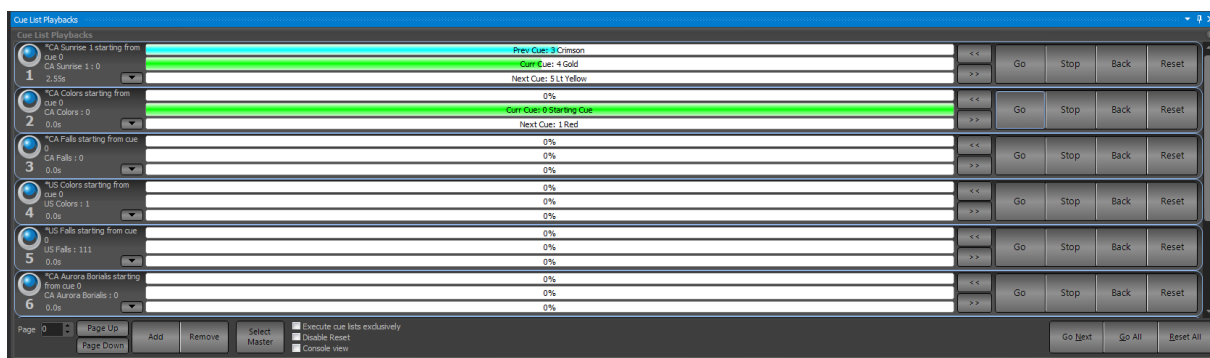 Cue List Playbacks
Cue List Playbacks
*CA Sunrise 1 starting from
cue 0
CA Sunrise 1 : 0
1 2.55s
Prev Cue: 3 Crimson
Curr Cue: 4 Gold
Next Cue: 5 Lt Yellow
<<
>>
Go Stop Back Reset
*CA Colors starting from
cue 0
CA Colors : 0
2 0.0s
0%
Curr Cue: 0 Starting Cue
Next Cue: 1 Red
<<
>>
Go Stop Back Reset
*CA Falls starting from cue
0
CA Falls : 0
3 0.0s
0%
0%
0%
<<
>>
Go Stop Back Reset
*US Colors starting from
cue 0
US Colors : 1
4 0.0s
0%
0%
0%
<<
>>
Go Stop Back Reset
*US Falls starting from cue
0
US Falls : 111
5 0.0s
0%
0%
0%
<<
>>
Go Stop Back Reset
*CA Aurora Borialis starting
from cue 0
CA Aurora Borialis : 0
6 0.0s
0%
0%
0%
<<
>>
Go Stop Back Reset
Page 0
Page Up
Page Down
Add
Remove
Select
Master
Execute cue lists exclusively
Disable Reset
Console view
Go Next
Go All
Reset All